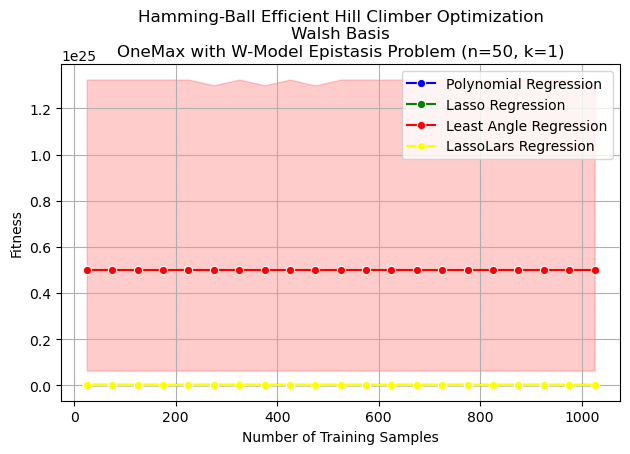 Hamming-Ball Efficient Hill Climber Optimization
Walsh Basis
OneMax with W-Model Epistasis Problem (n=50, k=1)
1e25
Polynomial Regression
Lasso Regression
Least Angle Regression
LassoLars Regression
1.2
1.0
0.8
0.6
0.4
0.2
0.0
Fitness
0 200 400 600 800 1000
Number of Training Samples